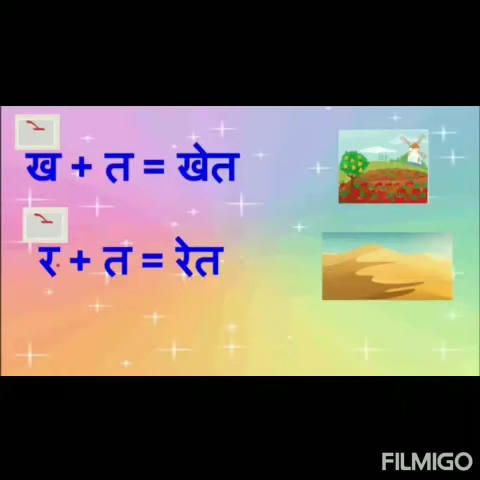 ख + त = खेत
र + त = रेत
FILMIGO